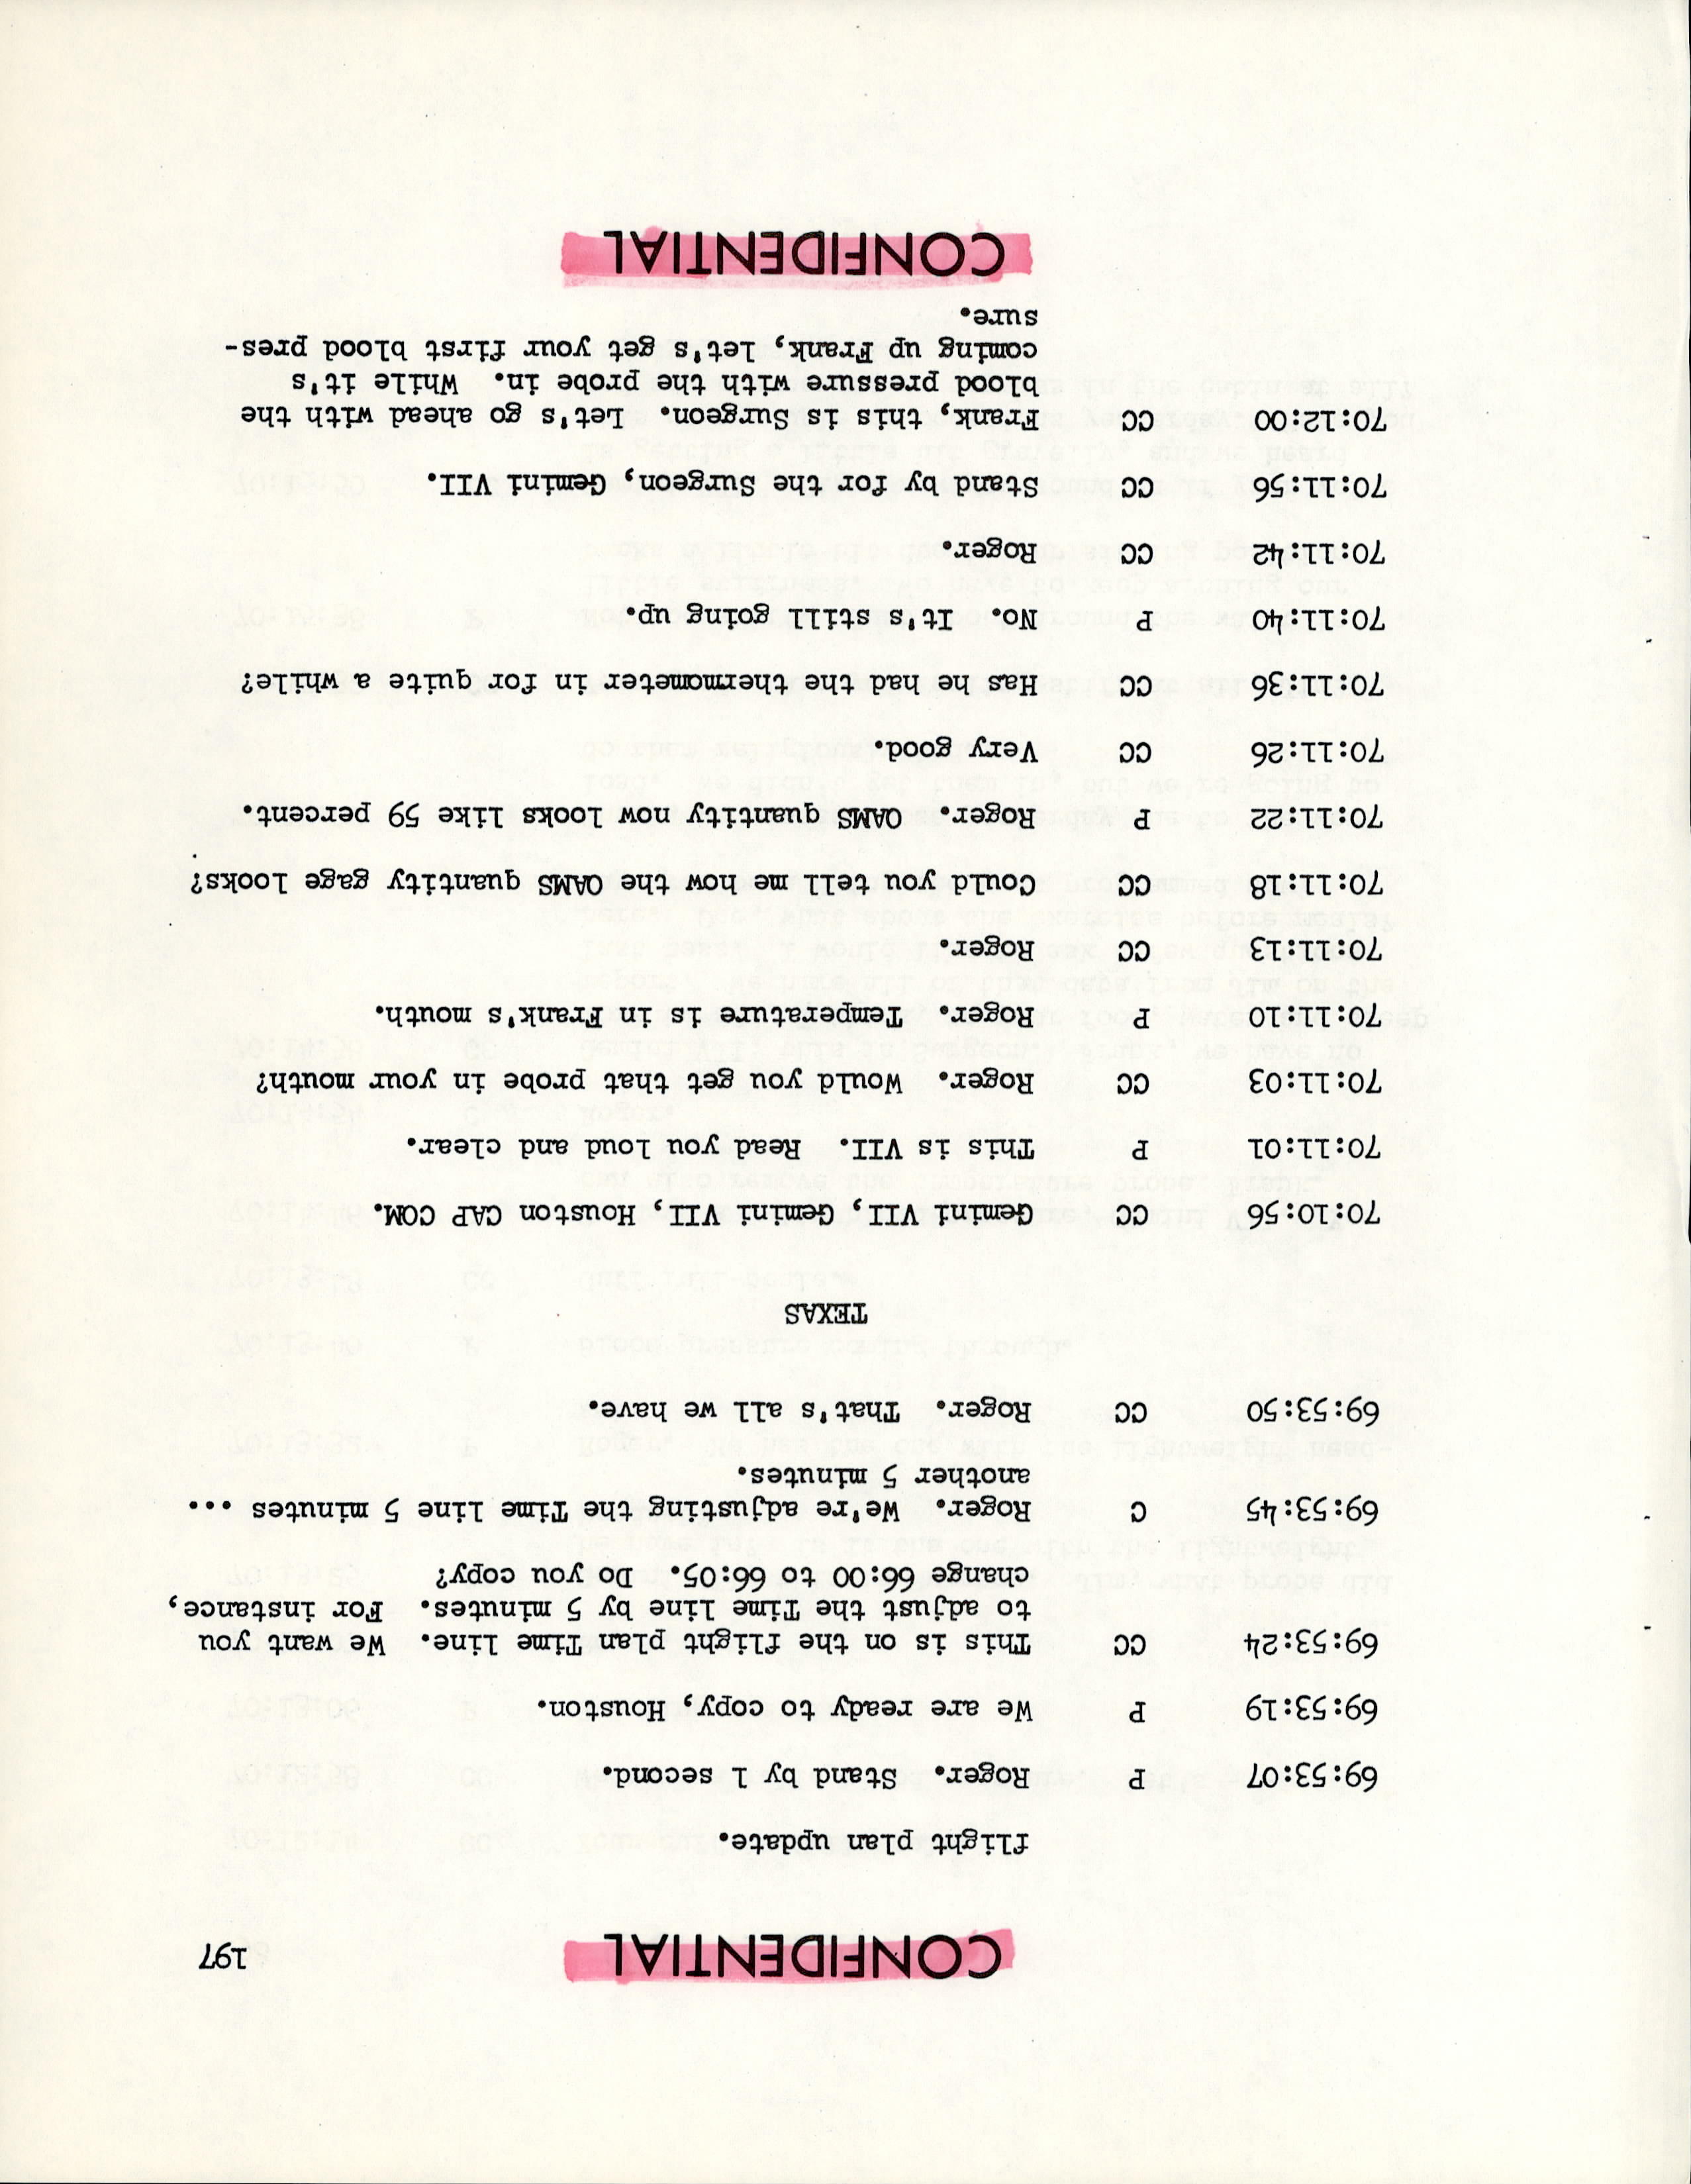 CONFIDENTIAL
197
flight plan update.
69:53:07 P Roger. Stand by 1 second.
69:53:19 P We are ready to copy, Houston.
69:53:24 CC This is on the flight plan Time line. We want you
to adjust the Time line by 5 minutes. For instance,
change 66:00 to 66:05. Do you copy?
69:53:45 C Roger. We're adjusting the Time line 5 minutes ...
another 5 minutes.
69:53:50 CC Roger. That's all we have.
TEXAS
70:10:56 CC Gemini VII, Gemini VII, Houston CAP COM.
70:11:01 P This is VII. Read you loud and clear.
70:11:03 CC Roger. Would you get that probe in your mouth?
70:11:10 P Roger. Temperature is in Frank's mouth.
70:11:13 CC Roger.
70:11:18 CC Could you tell me how the OAMS quantity gage looks?
70:11:22 P Roger. OAMS quantity now looks like 59 percent.
70:11:26 CC Very good.
70:11:36 CC Has he had the thermometer in for quite a while?
70:11:40 P No. It's still going up.
70:11:42 CC Roger.
70:11:56 CC Stand by for the Surgeon, Gemini VII.
70:12:00 CC Frank, this is Surgeon. Let's go ahead with the
blood pressure with the probe in. While it's
coming up Frank, let's get your first blood pres-
sure.
CONFIDENTIAL